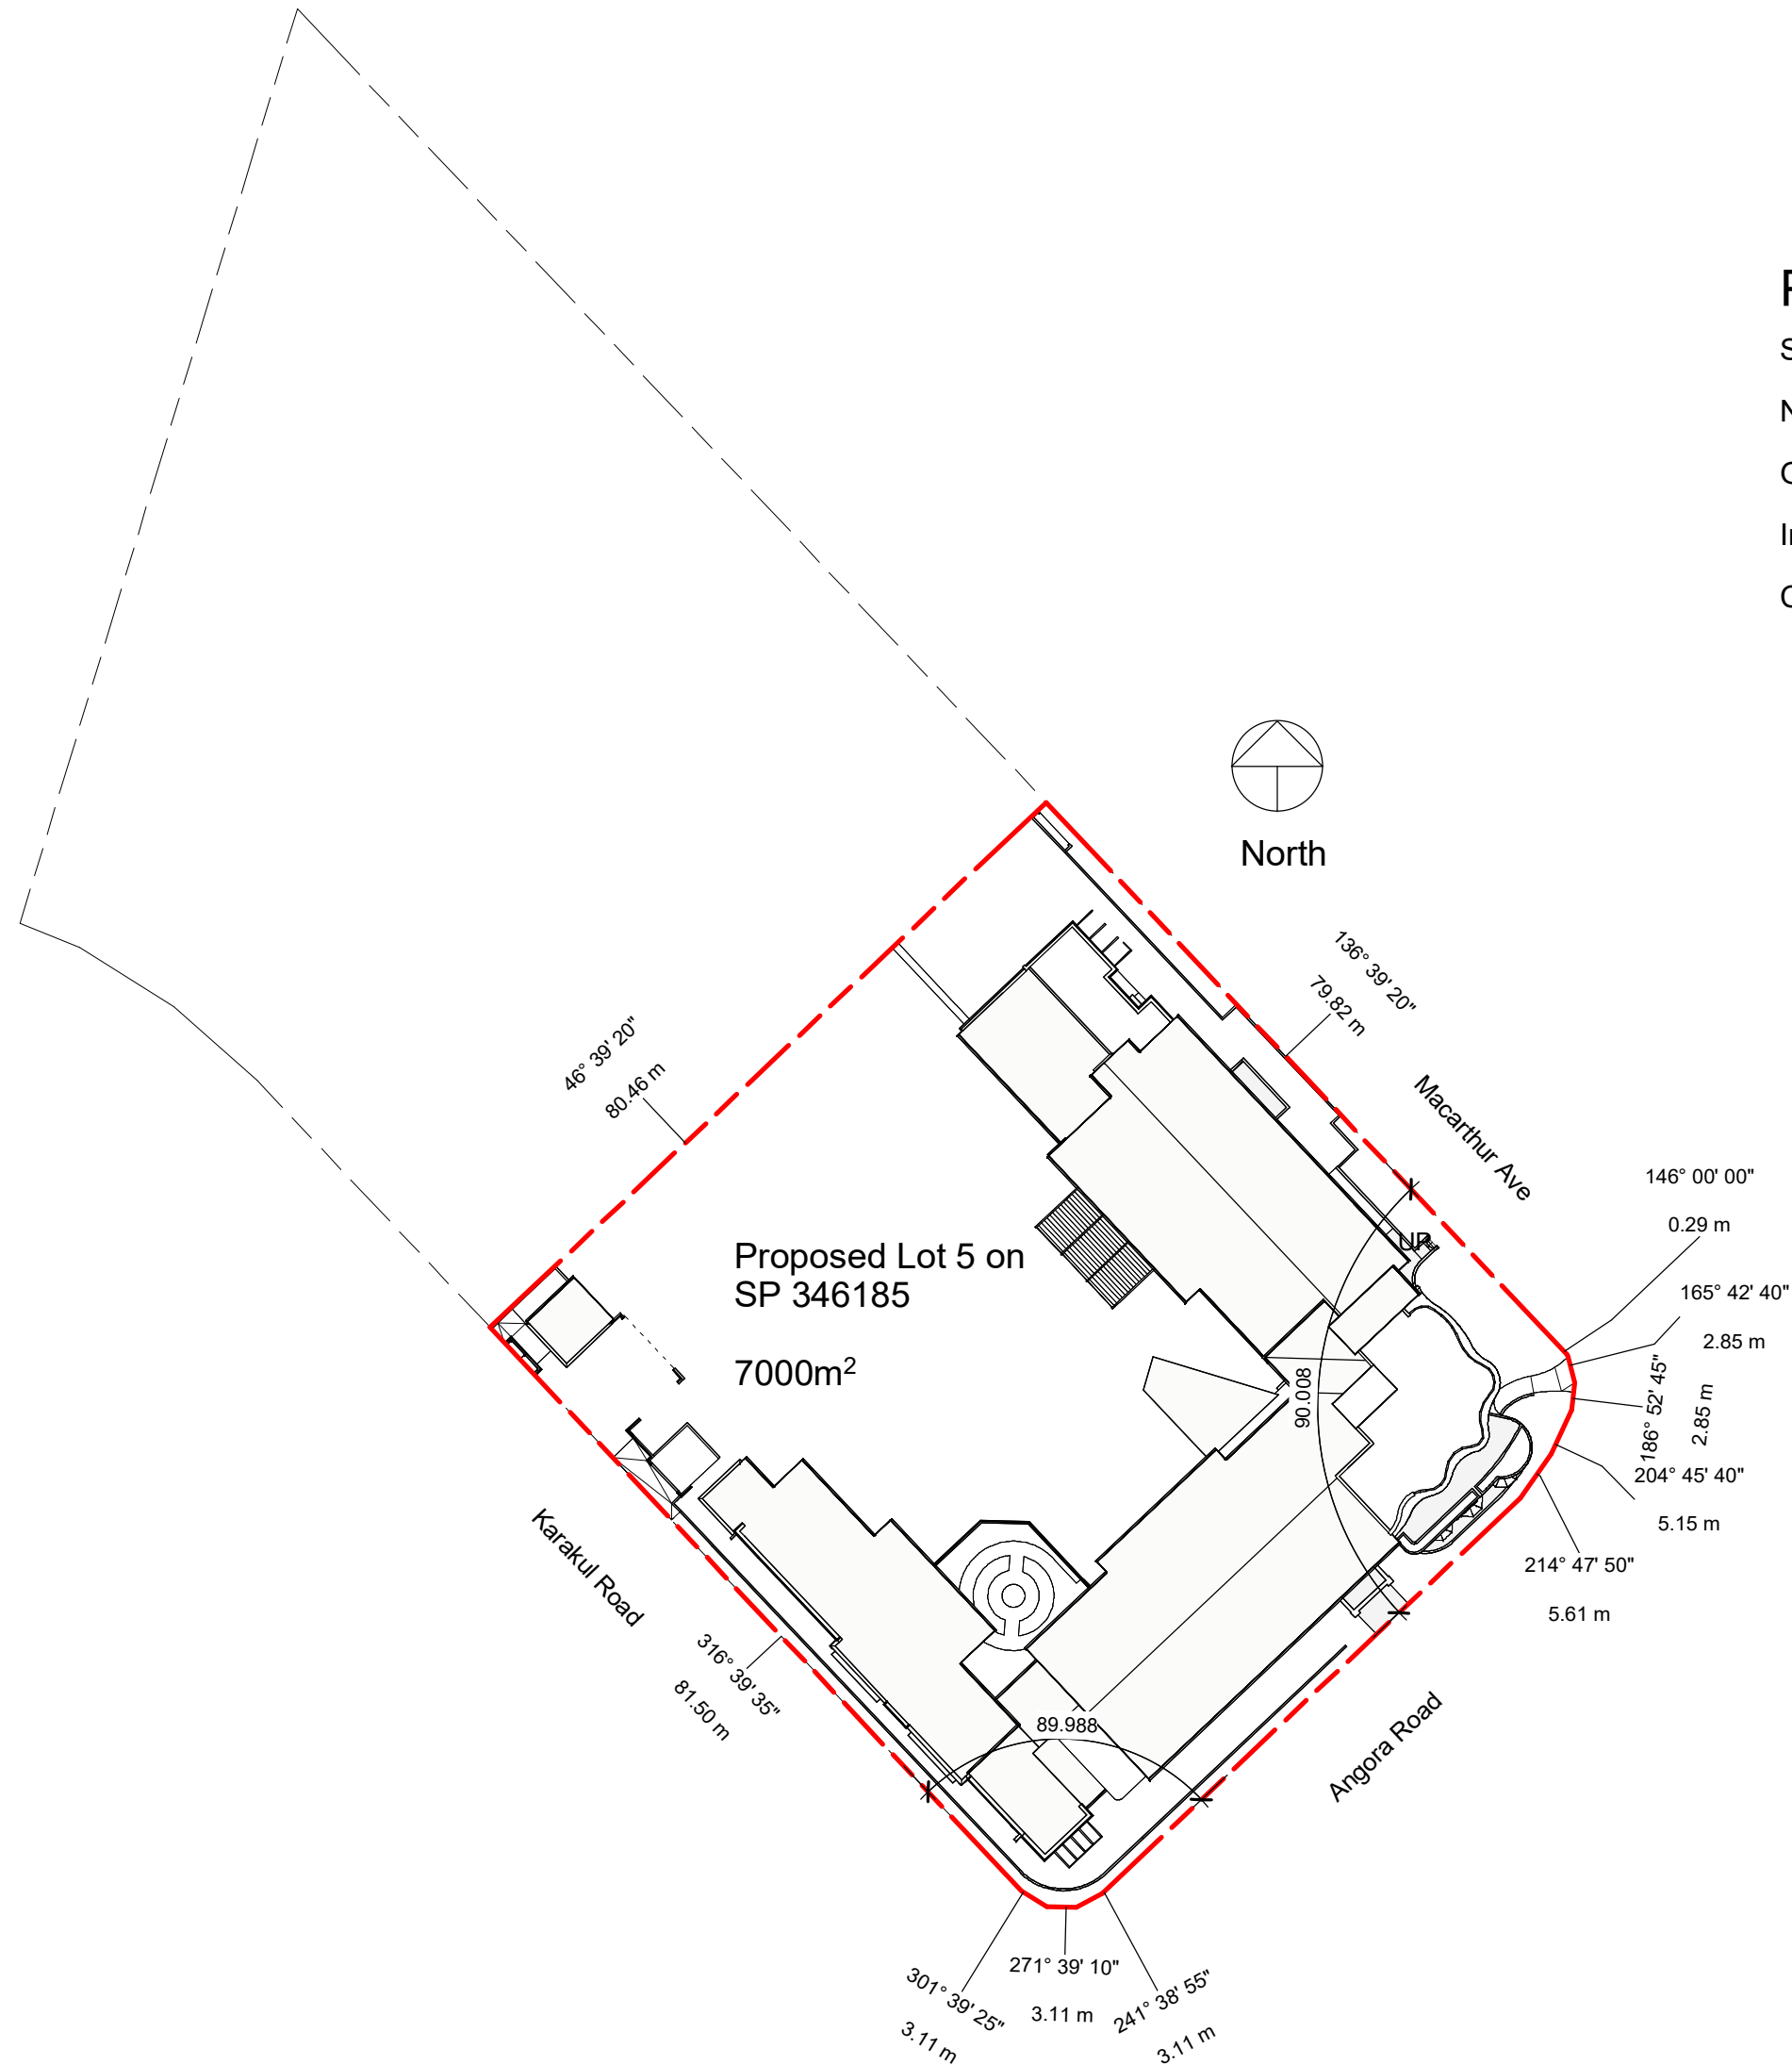 P
S
N
O
In
C
North
136° 39' 20"
79.82 m
46° 39' 20"
80.46 m
Macarthur Ave
146° 00' 00"
0.29 m
UP
Proposed Lot 5 on
SP 346185
7000m²
165° 42' 40"
2.85 m
186° 52' 45"
2.85 m
90.008
204° 45' 40"
5.15 m
214° 47' 50"
5.61 m
Karakul Road
316° 39' 35"
81.50 m
89.988
Angora Road
271° 39' 10"
3.11 m
301° 39' 25"
3.11 m
241° 38' 55"
3.11 m